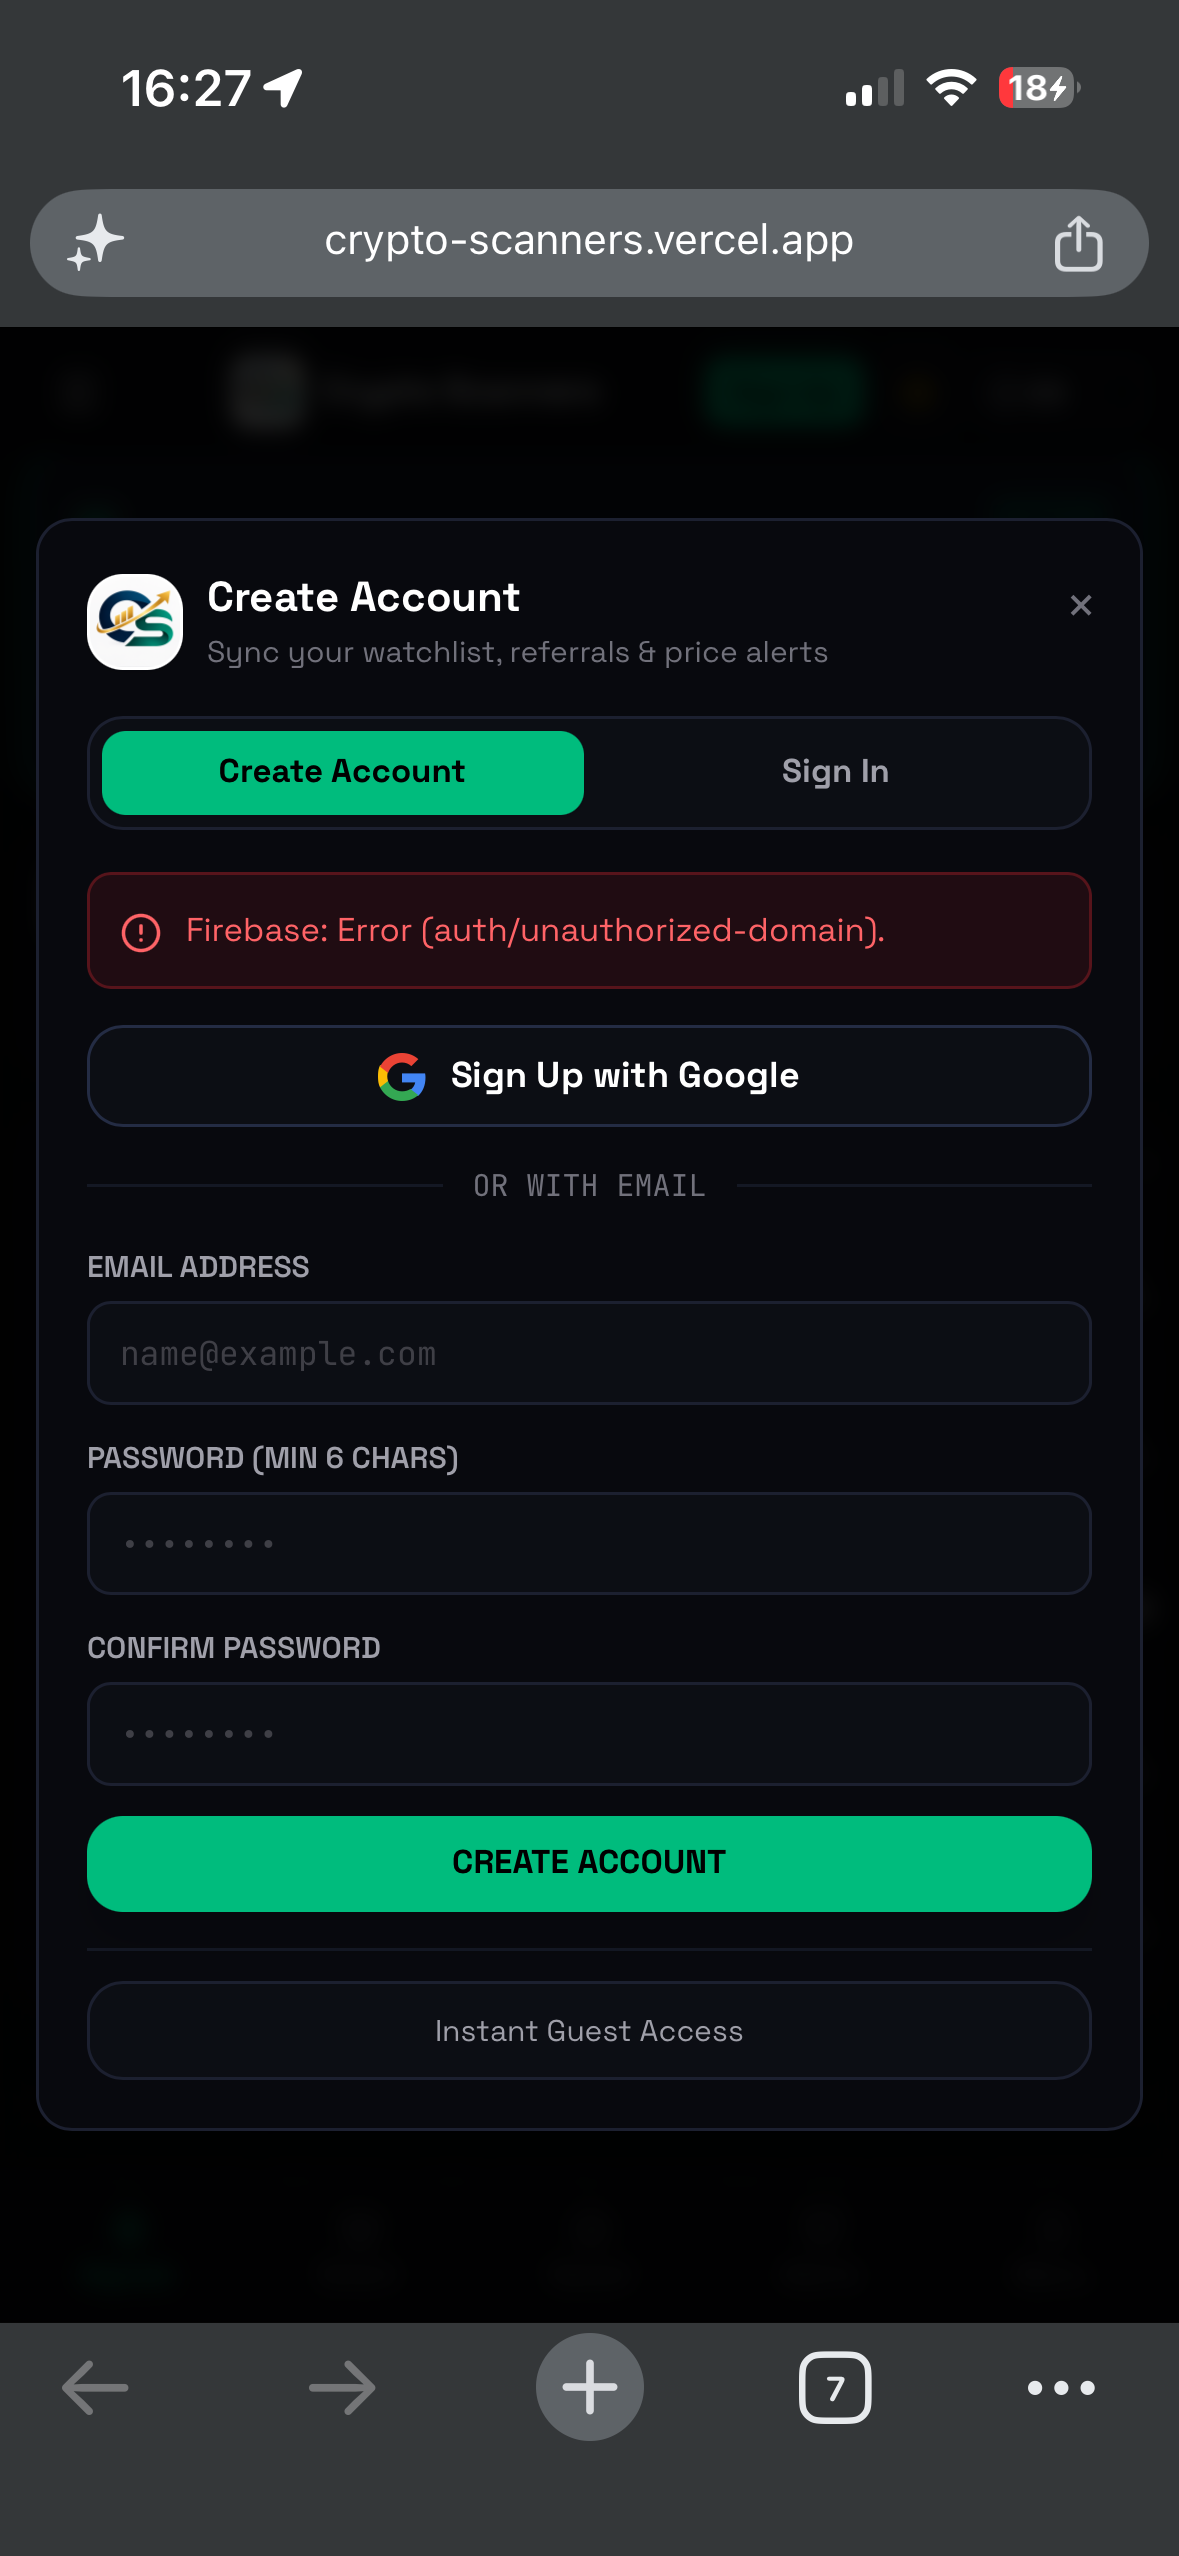 16:27
18
crypto-scanners.vercel.app
Create Account
Sync your watchlist, referrals & price alerts
Create Account
Sign In
Firebase: Error (auth/unauthorized-domain).
Sign Up with Google
OR WITH EMAIL
EMAIL ADDRESS
name@example.com
PASSWORD (MIN 6 CHARS)
••••••••
CONFIRM PASSWORD
••••••••
CREATE ACCOUNT
Instant Guest Access
7